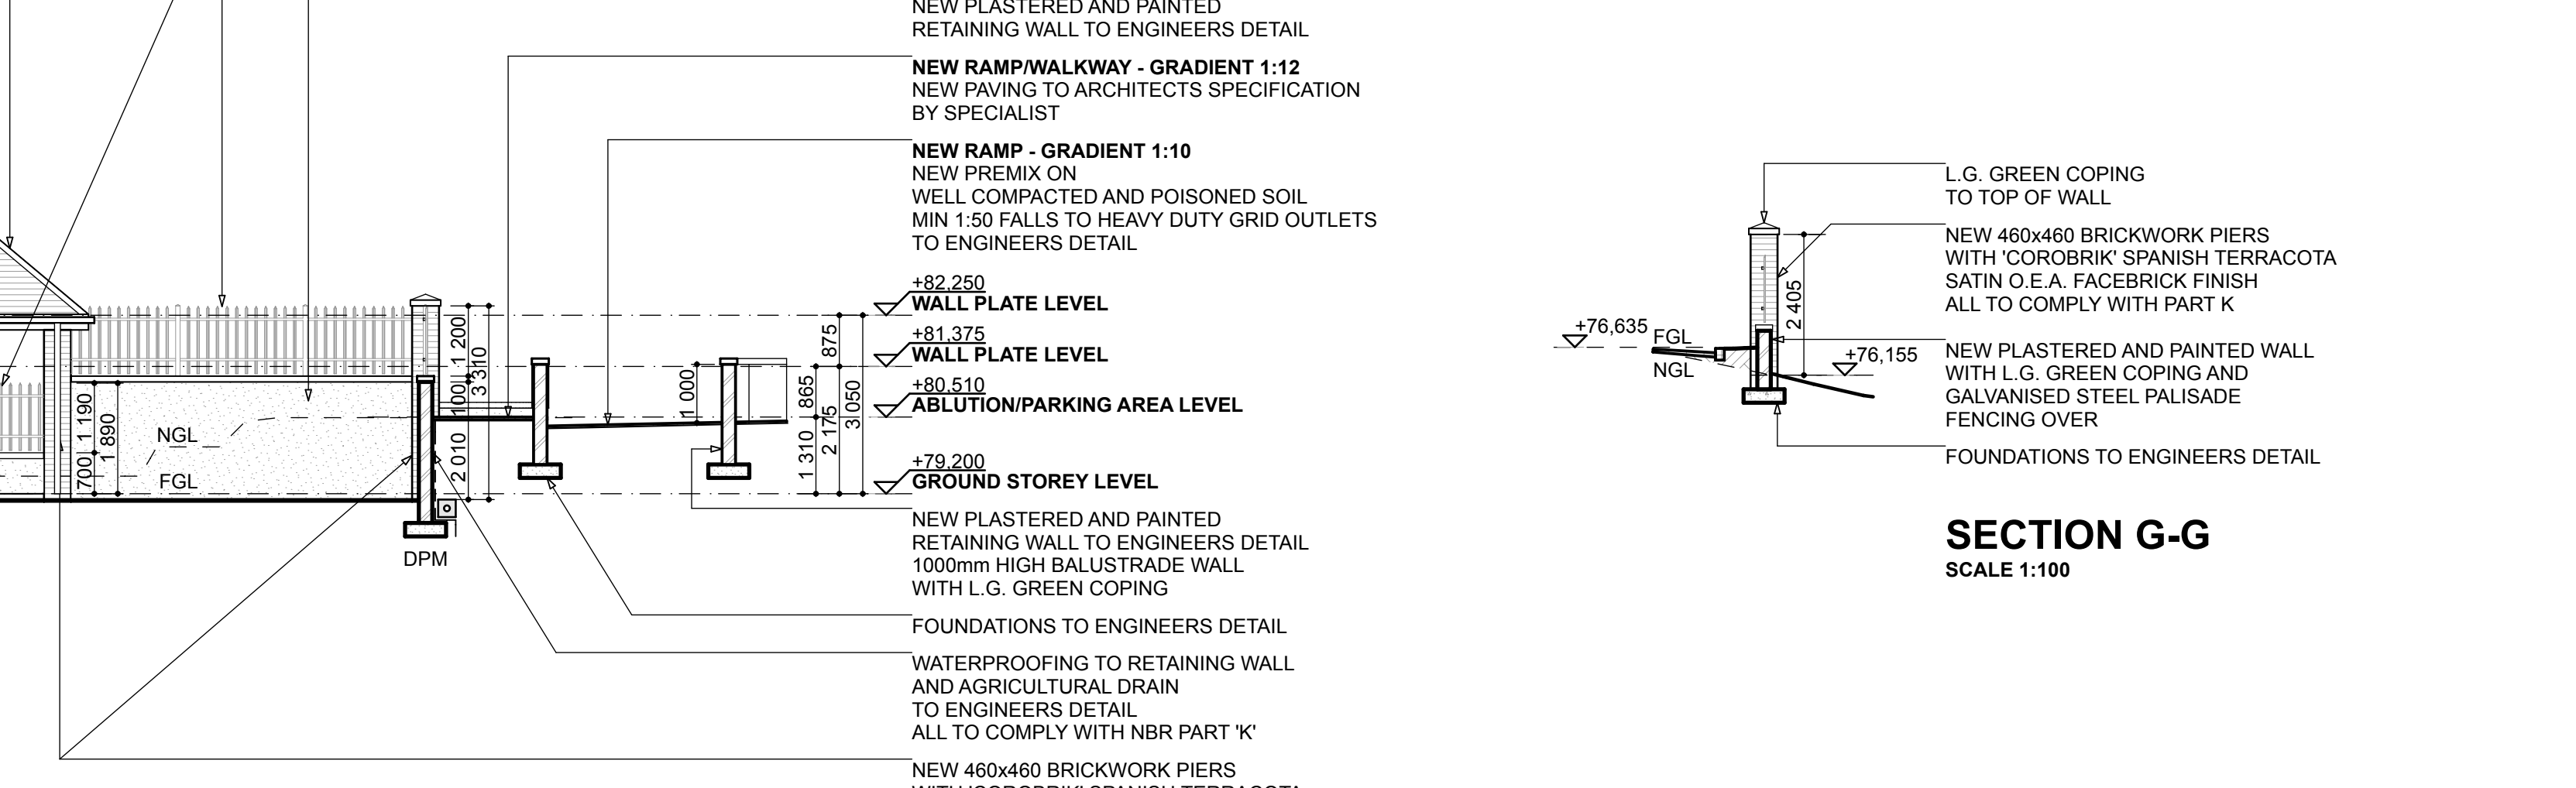 NEW PLASTERED AND PAINTED
RETAINING WALL TO ENGINEERS DETAIL
NEW RAMP/WALKWAY - GRADIENT 1:12
NEW PAVING TO ARCHITECTS SPECIFICATION
BY SPECIALIST
NEW RAMP - GRADIENT 1:10
NEW PREMIX ON
WELL COMPACTED AND POISONED SOIL
MIN 1:50 FALLS TO HEAVY DUTY GRID OUTLETS
TO ENGINEERS DETAIL
+82,250
WALL PLATE LEVEL
+81,375
WALL PLATE LEVEL
+80,510
ABLUTION/PARKING AREA LEVEL
+79,200
GROUND STOREY LEVEL
NEW PLASTERED AND PAINTED
RETAINING WALL TO ENGINEERS DETAIL
1000mm HIGH BALUSTRADE WALL
WITH L.G. GREEN COPING
FOUNDATIONS TO ENGINEERS DETAIL
WATERPROOFING TO RETAINING WALL
AND AGRICULTURAL DRAIN
TO ENGINEERS DETAIL
ALL TO COMPLY WITH NBR PART 'K'
NEW 460x460 BRICKWORK PIERS
WITH 'COROBRIK' SPANISH TERRACOTA
NGL
FGL
DPM
700
1 190
1 890
1 200
100
2 010
3 310
1 000
865
1 310
875
2 175
3 050
L.G. GREEN COPING
TO TOP OF WALL
NEW 460x460 BRICKWORK PIERS
WITH 'COROBRIK' SPANISH TERRACOTA
SATIN O.E.A. FACEBRICK FINISH
ALL TO COMPLY WITH PART K
NEW PLASTERED AND PAINTED WALL
WITH L.G. GREEN COPING AND
GALVANISED STEEL PALISADE
FENCING OVER
FOUNDATIONS TO ENGINEERS DETAIL
+76,635
FGL
NGL
2 405
+76,155
SECTION G-G
SCALE 1:100